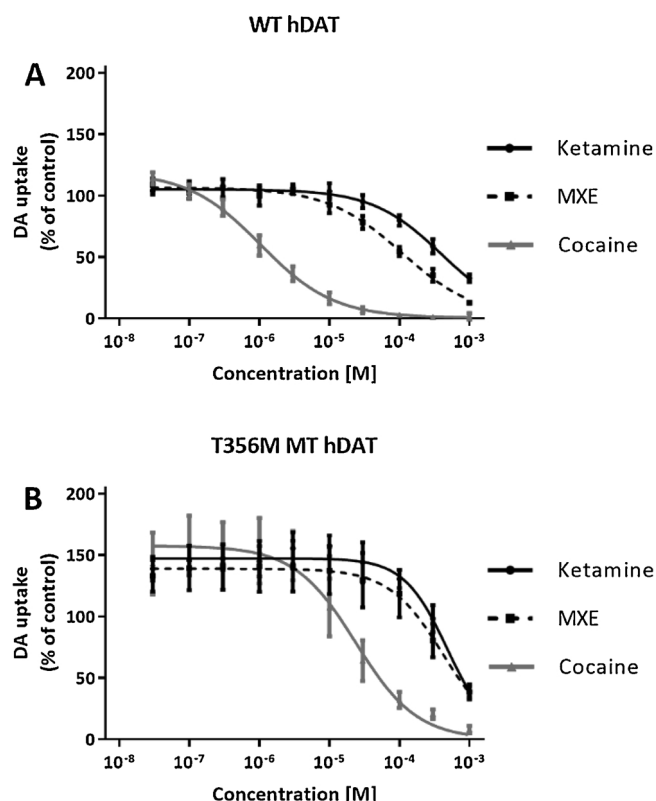 WT hDAT
A
200
150
100
50
0
DA uptake
(% of control)
10⁻⁸ 10⁻⁷ 10⁻⁶ 10⁻⁵ 10⁻⁴ 10⁻³
Concentration [M]
Ketamine
MXE
Cocaine
T356M MT hDAT
B
200
150
100
50
0
DA uptake
(% of control)
10⁻⁸ 10⁻⁷ 10⁻⁶ 10⁻⁵ 10⁻⁴ 10⁻³
Concentration [M]
Ketamine
MXE
Cocaine